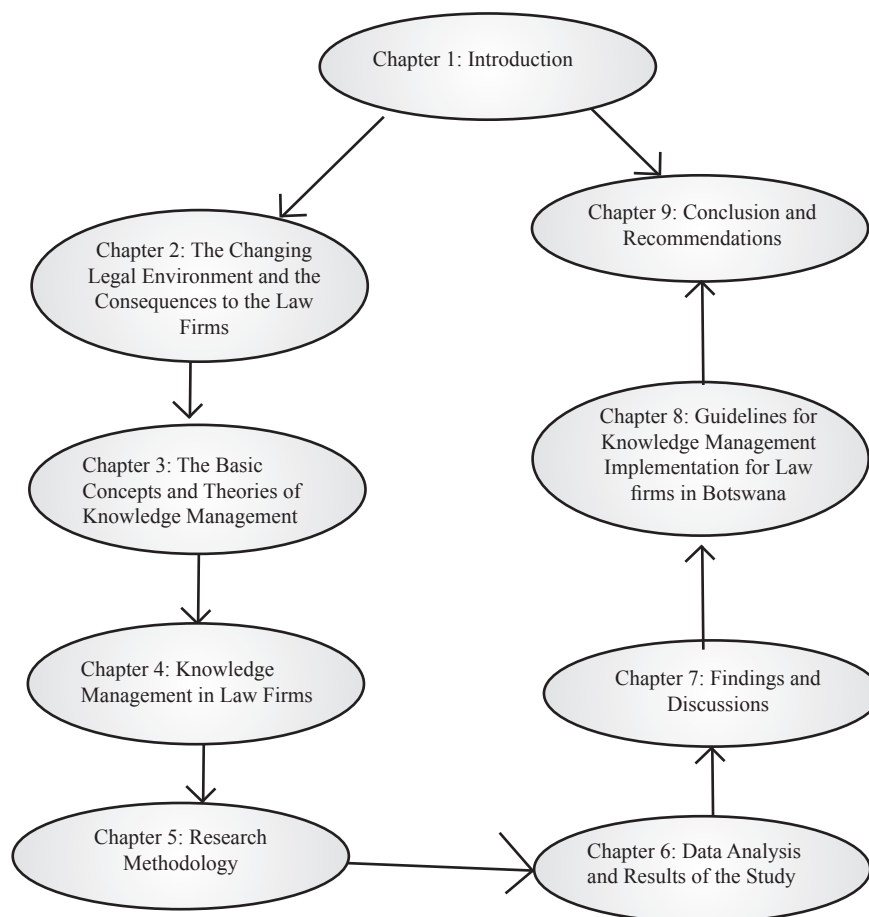 Chapter 1: Introduction
Chapter 2: The Changing
Legal Environment and the
Consequences to the Law
Firms
Chapter 3: The Basic
Concepts and Theories of
Knowledge Management
Chapter 4: Knowledge
Management in Law Firms
Chapter 5: Research
Methodology
Chapter 6: Data Analysis
and Results of the Study
Chapter 7: Findings and
Discussions
Chapter 8: Guidelines for
Knowledge Management
Implementation for Law
firms in Botswana
Chapter 9: Conclusion and
Recommendations